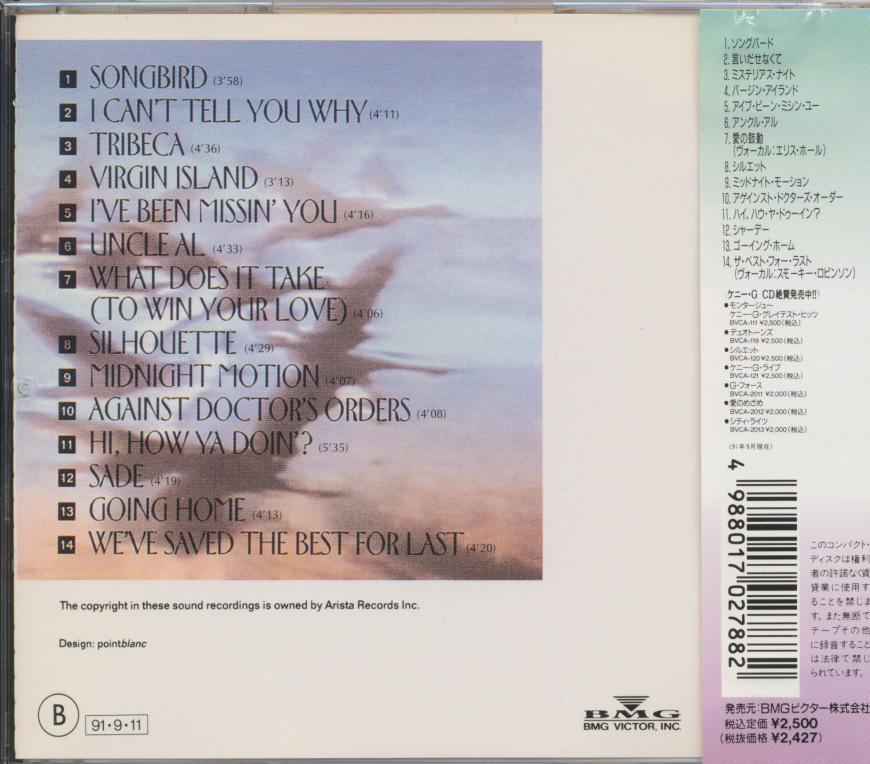 1 SONGBIRD (3'58)
2 I CAN'T TELL YOU WHY (4'11)
3 TRIBECA (4'36)
4 VIRGIN ISLAND (3'13)
5 I'VE BEEN MISSIN' YOU (4'16)
6 UNCLE AL (4'33)
7 WHAT DOES IT TAKE
(TO WIN YOUR LOVE) (4'06)
8 SILHOUETTE (4'29)
9 MIDNIGHT MOTION (4'07)
10 AGAINST DOCTOR'S ORDERS (4'08)
11 HI, HOW YA DOIN'? (5'35)
12 SADE (4'19)
13 GOING HOME (4'13)
14 WE'VE SAVED THE BEST FOR LAST (4'20)
The copyright in these sound recordings is owned by Arista Records Inc.
Design: pointblanc
B
91・9・11
BMG
BMG VICTOR, INC.
1. ソングバード
2. 言いだせなくて
3. ミステリアス・ナイト
4. バージン・アイランド
5. アイブ・ビーン・ミシン・ユー
6. アンクル・アル
7. 愛の鼓動
(ヴォーカル:エリス・ホール)
8. シルエット
9. ミッドナイト・モーション
10. アゲインスト・ドクターズ・オーダー
11. ハイ、ハウ・ヤ・ドゥーイン?
12. シャーデー
13. ゴーイング・ホーム
14. ザ・ベスト・フォー・ラスト
(ヴォーカル:スモーキー・ロビンソン)
ケニー・G CD絶賛発売中!!
●モンタージュ〜
ケニー・G・グレイテスト・ヒッツ
BVCA-111 ¥2,500(税込)
●デュオトーンズ
BVCA-119 ¥2,500(税込)
●シルエット
BVCA-120 ¥2,500(税込)
●ケニー・G・ライブ
BVCA-121 ¥2,500(税込)
●G・フォース
BVCA-2011 ¥2,000(税込)
●愛のめざめ
BVCA-2012 ¥2,000(税込)
●シティ・ライツ
BVCA-2013 ¥2,000(税込)
(91年9月現在)
4 988017 027882
このコンパクト・
ディスクは権利
者の許諾なく賃
貸業に使用す
ることを禁じま
す。また無断で
テープその他
に録音すること
は法律で禁じ
られています。
発売元:BMGビクター株式会社
税込定価 ¥2,500
(税抜価格 ¥2,427)